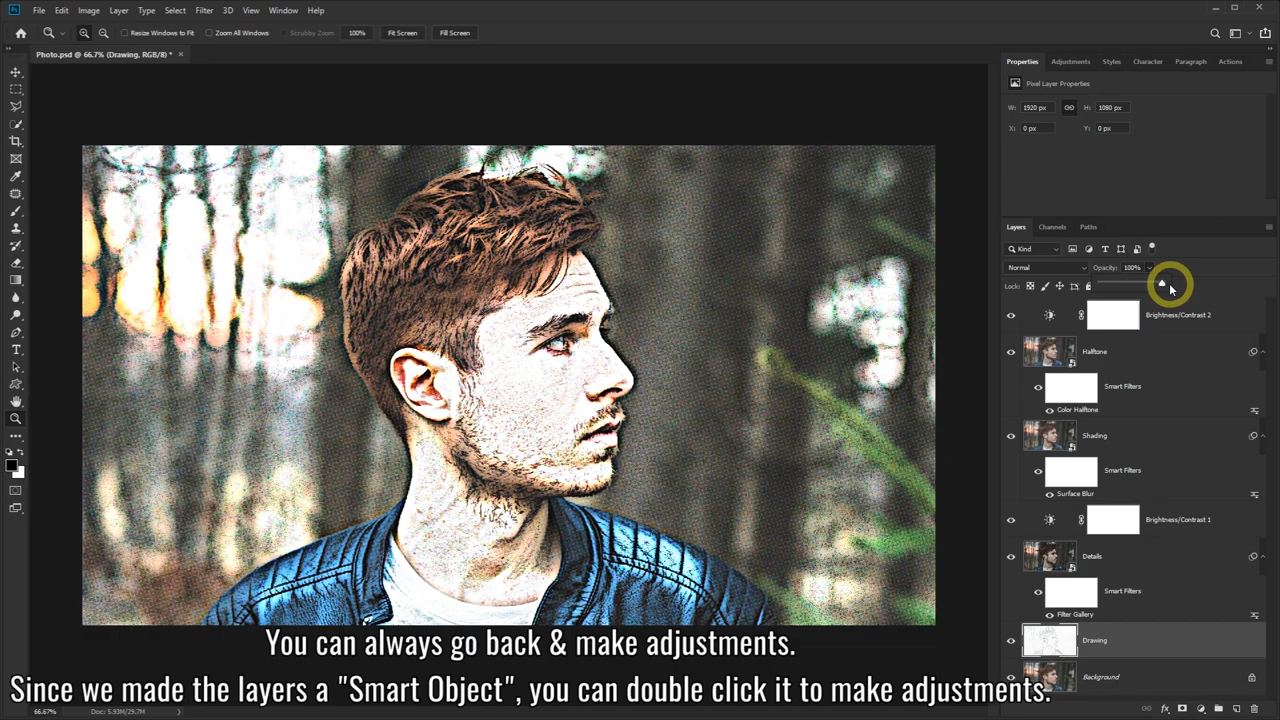 Ps File Edit Image Layer Type Select Filter 3D View Window Help
Resize Windows to Fit Zoom All Windows Scrubby Zoom 100% Fit Screen Fill Screen
Photo.psd @ 66.7% (Drawing, RGB/8) * ×
Properties Adjustments Styles Character Paragraph Actions
Pixel Layer Properties
W: 1920 px H: 1080 px
X: 0 px Y: 0 px
Layers Channels Paths
Kind
Normal Opacity: 100%
Lock:
Brightness/Contrast 2
Halftone
Smart Filters
Color Halftone
Shading
Smart Filters
Surface Blur
Brightness/Contrast 1
Details
Smart Filters
Filter Gallery
Drawing
Background
You can always go back & make adjustments.
Since we made the layers a "Smart Object", you can double click it to make adjustments.
66.67% Doc: 5.93M/29.7M